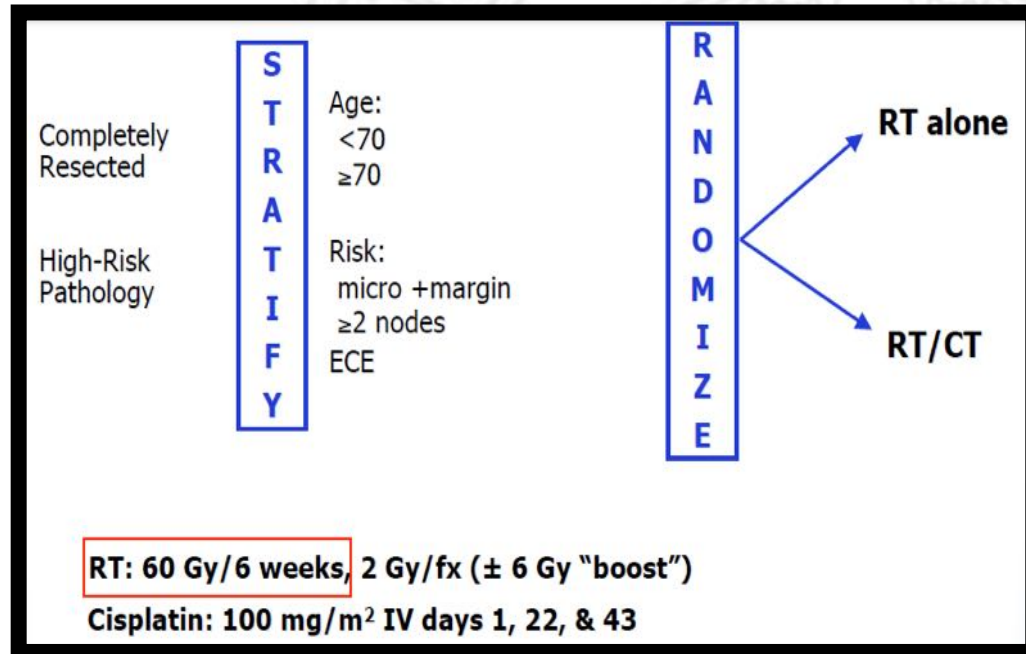 Completely
Resected
High-Risk
Pathology
S
T
R
A
T
I
F
Y
Age:
<70
≥70
Risk:
micro +margin
≥2 nodes
ECE
R
A
N
D
O
M
I
Z
E
RT alone
RT/CT
RT: 60 Gy/6 weeks, 2 Gy/fx (± 6 Gy “boost”)
Cisplatin: 100 mg/m² IV days 1, 22, & 43